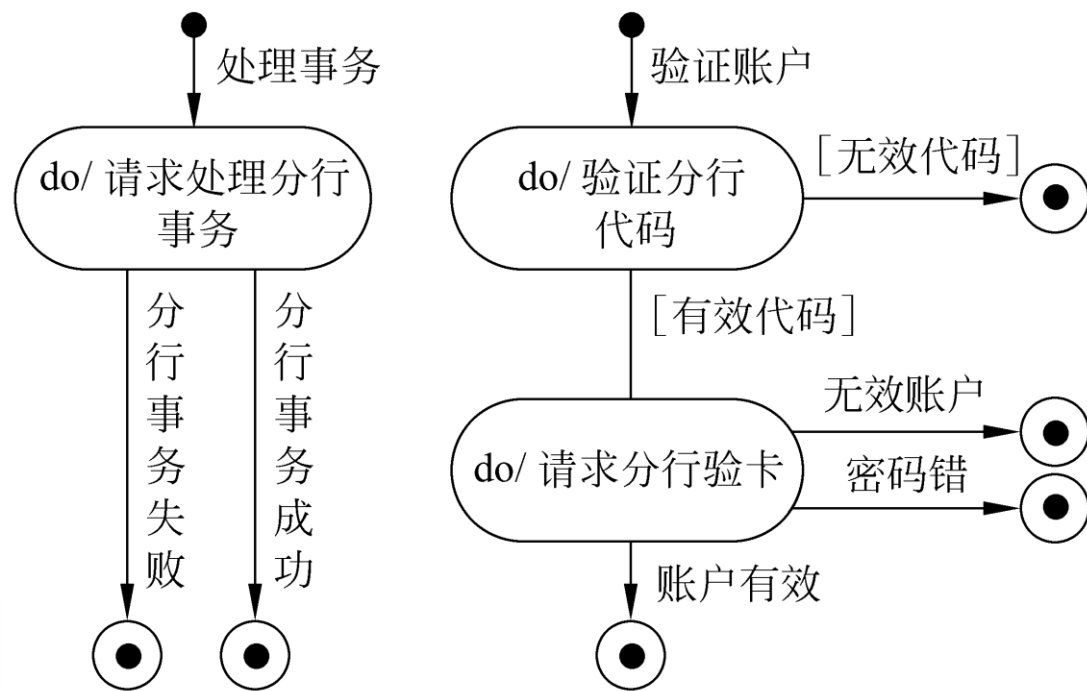 处理事务
do/ 请求处理分行
事务
分行事务失败
分行事务成功
验证账户
do/ 验证分行
代码
[无效代码]
[有效代码]
do/ 请求分行验卡
无效账户
密码错
账户有效